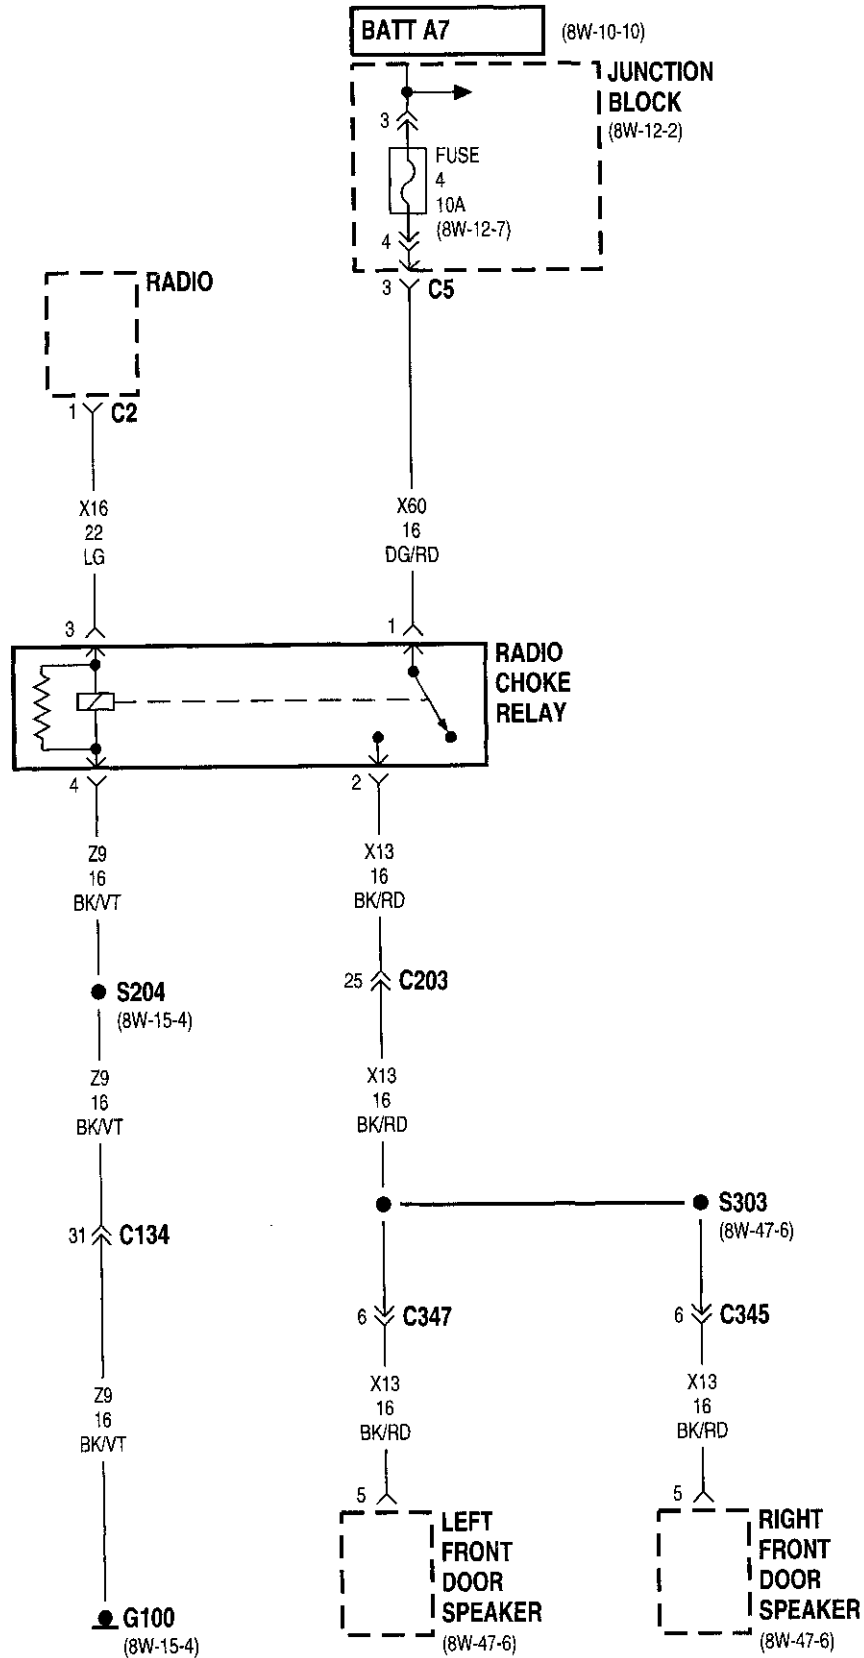 BATT A7
(8W-10-10)
JUNCTION
BLOCK
(8W-12-2)
3
FUSE
4
10A
(8W-12-7)
4
3
C5
RADIO
1
C2
X16
22
LG
X60
16
DG/RD
3
1
RADIO
CHOKE
RELAY
4
2
Z9
16
BK/VT
X13
16
BK/RD
S204
(8W-15-4)
25
C203
Z9
16
BK/VT
X13
16
BK/RD
S303
(8W-47-6)
31
C134
6
C347
6
C345
Z9
16
BK/VT
X13
16
BK/RD
X13
16
BK/RD
5
5
LEFT
FRONT
DOOR
SPEAKER
(8W-47-6)
RIGHT
FRONT
DOOR
SPEAKER
(8W-47-6)
G100
(8W-15-4)